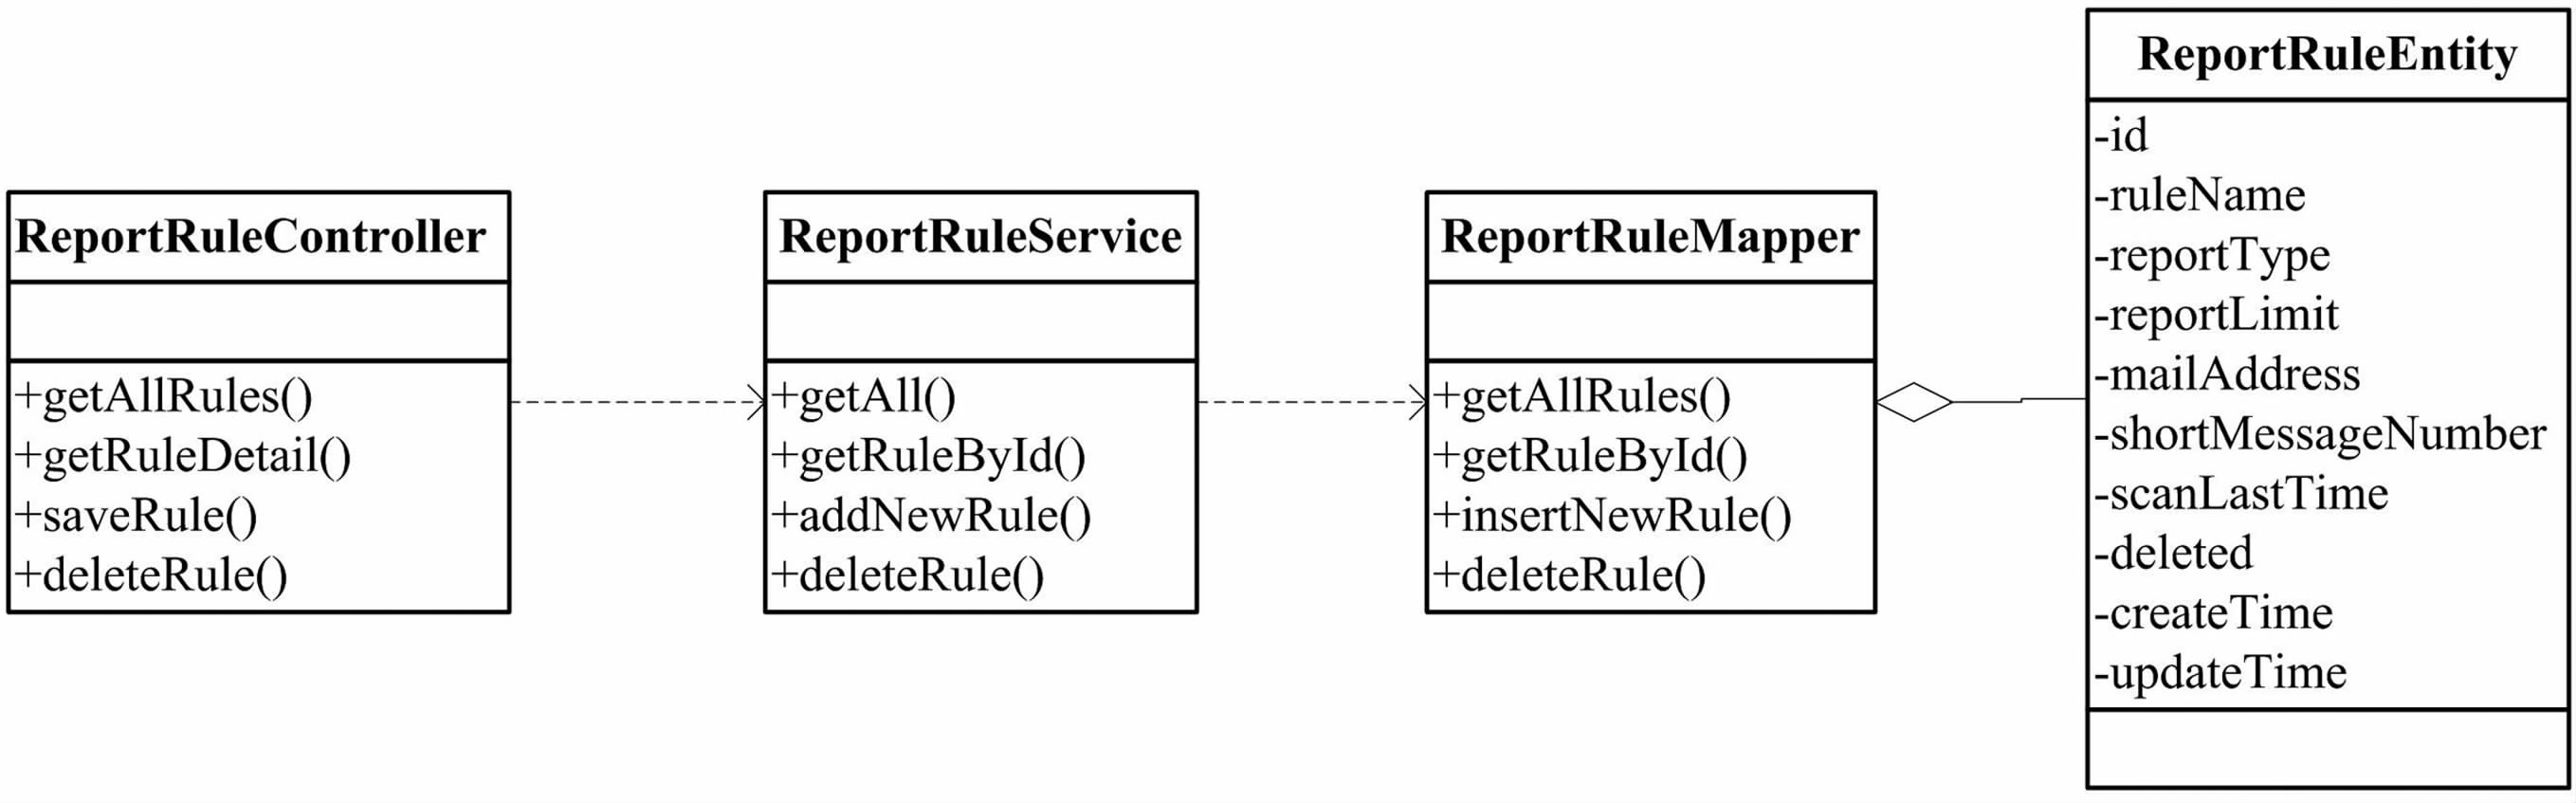 ReportRuleController
+getAllRules()
+getRuleDetail()
+saveRule()
+deleteRule()
ReportRuleService
+getAll()
+getRuleById()
+addNewRule()
+deleteRule()
ReportRuleMapper
+getAllRules()
+getRuleById()
+insertNewRule()
+deleteRule()
ReportRuleEntity
-id
-ruleName
-reportType
-reportLimit
-mailAddress
-shortMessageNumber
-scanLastTime
-deleted
-createTime
-updateTime